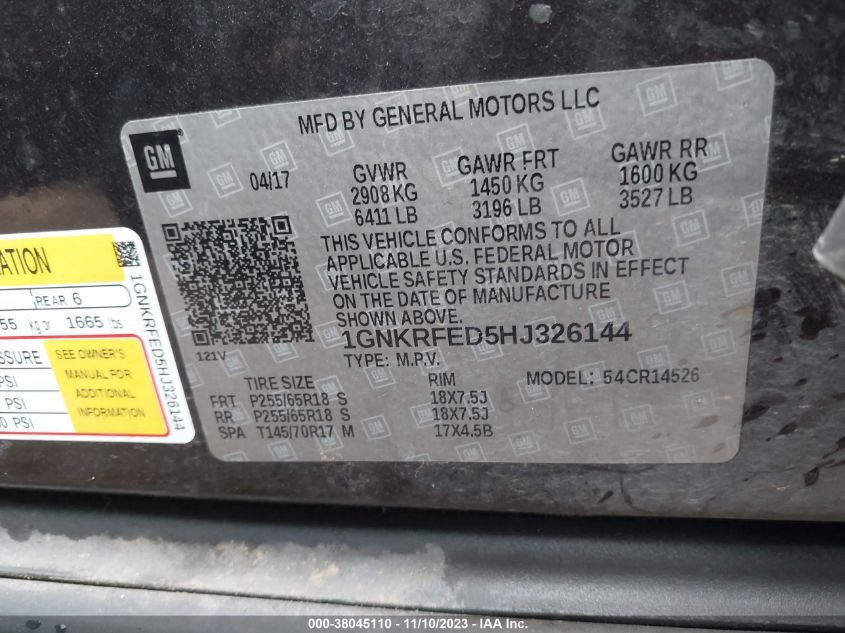 MFD BY GENERAL MOTORS LLC
GM
04/17
GVWR
2908 KG
6411 LB
GAWR FRT
1450 KG
3196 LB
GAWR RR
1600 KG
3527 LB
THIS VEHICLE CONFORMS TO ALL
APPLICABLE U.S. FEDERAL MOTOR
VEHICLE SAFETY STANDARDS IN EFFECT
ON THE DATE OF MANUFACTURE
SHOWN ABOVE.
1GNKRFED5HJ326144
121V
TYPE: M.P.V.
TIRE SIZE
RIM
MODEL: 54CR14526
FRT P255/65R18 S 18X7.5J
RR P255/65R18 S 18X7.5J
SPA T145/70R17 M 17X4.5B
REAR 6
kg or 1665 lbs
SEE OWNER'S
MANUAL FOR
ADDITIONAL
INFORMATION
PSI
PSI
PSI
1GNKRFED5HJ326144
000-38045110 - 11/10/2023 - IAA Inc.